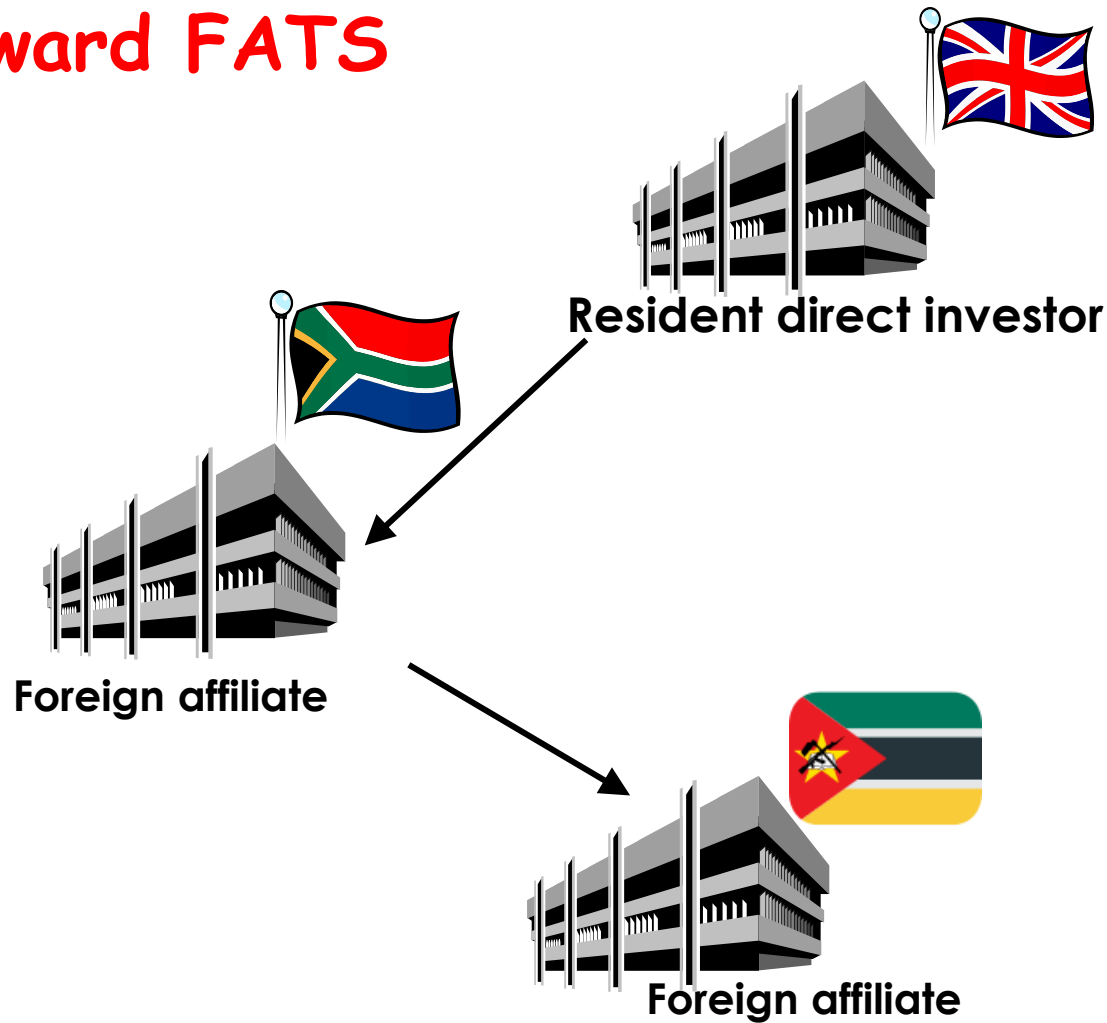 ward FATS
Resident direct investor
Foreign affiliate
Foreign affiliate